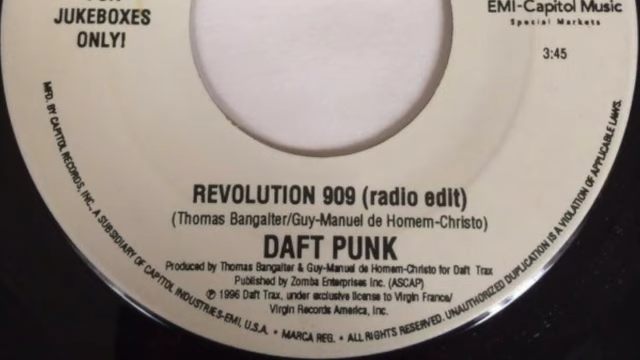 JUKEBOXES
ONLY!
EMI-Capitol Music
Special Markets
3:45
REVOLUTION 909 (radio edit)
(Thomas Bangalter/Guy-Manuel de Homem-Christo)
DAFT PUNK
Produced by Thomas Bangalter & Guy-Manuel de Homem-Christo for Daft Trax
Published by Zomba Enterprises Inc. (ASCAP)
℗ 1996 Daft Trax, under exclusive license to Virgin France/
Virgin Records America, Inc.
MFD. BY CAPITOL RECORDS, INC., A SUBSIDIARY OF CAPITOL INDUSTRIES-EMI, U.S.A. • MARCA REG. • ALL RIGHTS RESERVED. UNAUTHORIZED DUPLICATION IS A VIOLATION OF APPLICABLE LAWS.